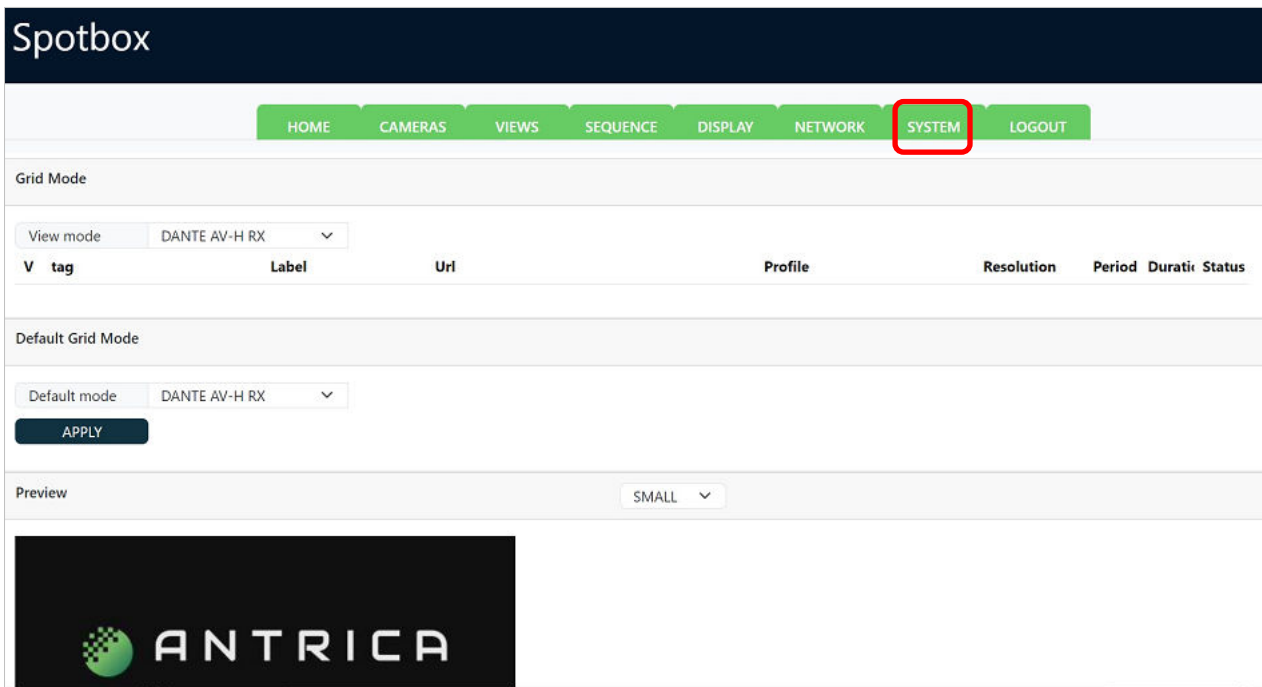 Spotbox
HOME CAMERAS VIEWS SEQUENCE DISPLAY NETWORK SYSTEM LOGOUT
Grid Mode
View mode DANTE AV-H RX
V tag Label Url Profile Resolution Period Duratic Status
Default Grid Mode
Default mode DANTE AV-H RX
APPLY
Preview SMALL
ANTRICA